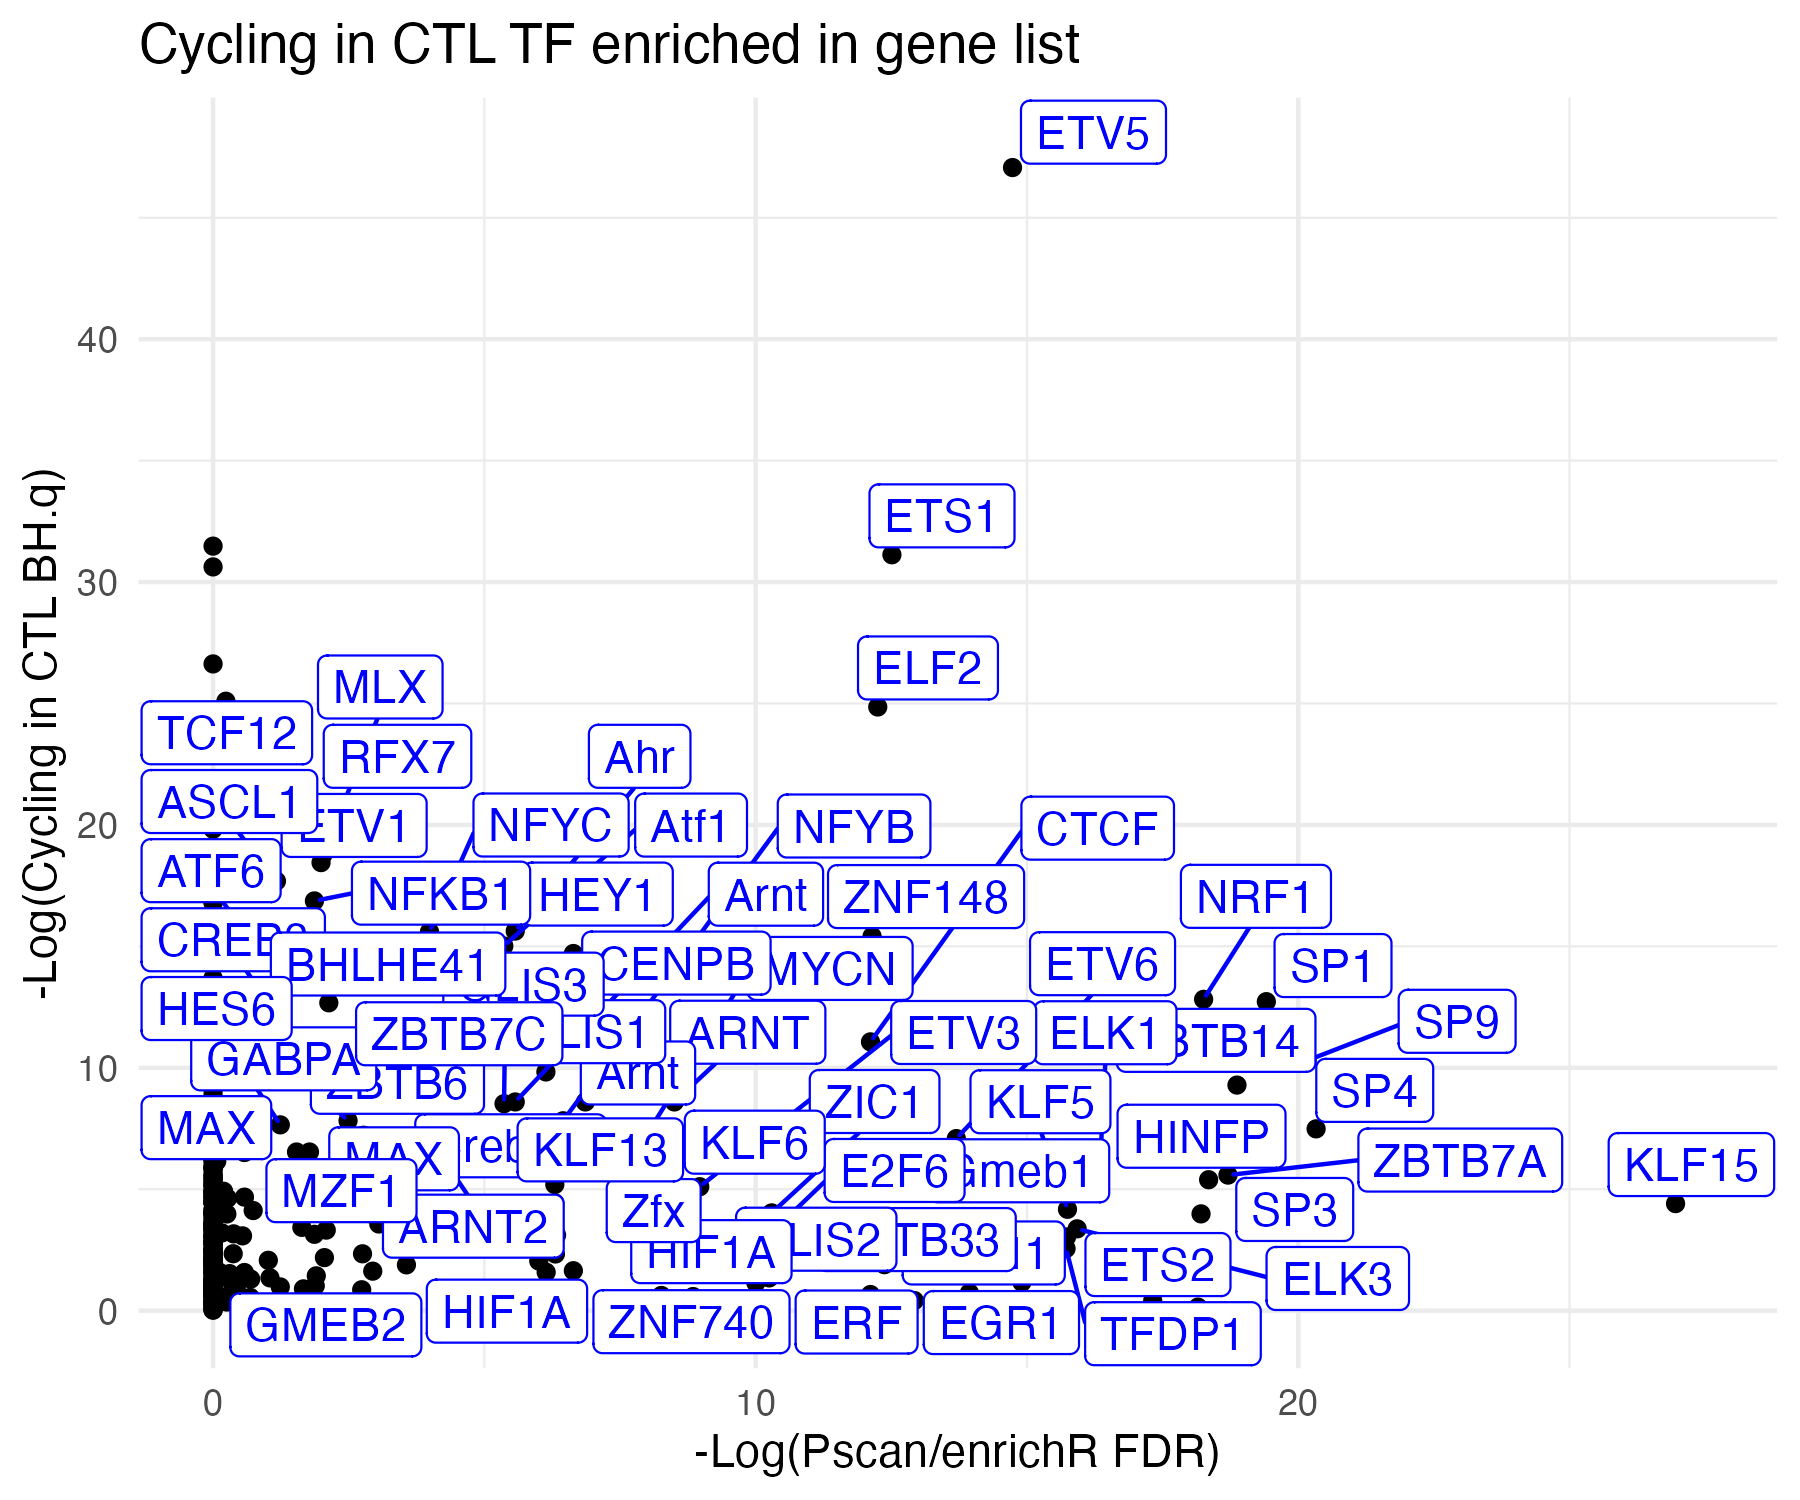 Cycling in CTL TF enriched in gene list
ETV5
40
ETS1
30
ELF2
MLX
TCF12
RFX7
Ahr
ASCL1
ETV1
NFYC
Atf1
NFYB
CTCF
20
ATF6
NFKB1
HEY1
Arnt
ZNF148
NRF1
BHLHE41
CENPB
MYCN
ETV6
SP1
HES6
ZBTB7C
ARNT
ETV3
ELK1
SP9
GABPA
ZBTB6
Arnt
10
ZIC1
KLF5
SP4
MAX
MAX
KLF13
KLF6
HINFP
ZBTB7A
KLF15
MZF1
E2F6
Gmeb1
ARNT2
Zfx
SP3
HIF1A
ETS2
ELK3
0
GMEB2
HIF1A
ZNF740
ERF
EGR1
TFDP1
0
10
20
-Log(Pscan/enrichR FDR)
-Log(Cycling in CTL BH.q)